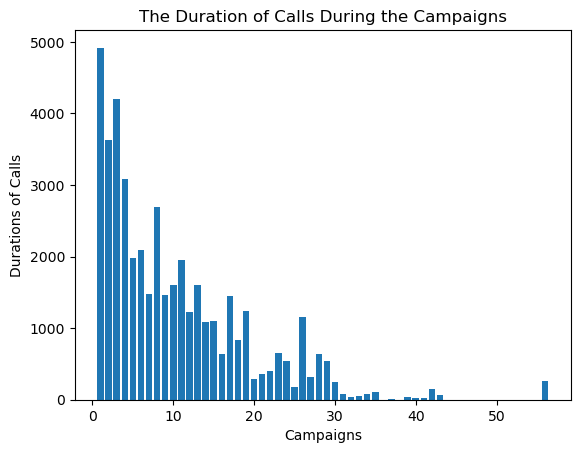 The Duration of Calls During the Campaigns
5000
4000
3000
2000
1000
0
Durations of Calls
0 10 20 30 40 50
Campaigns